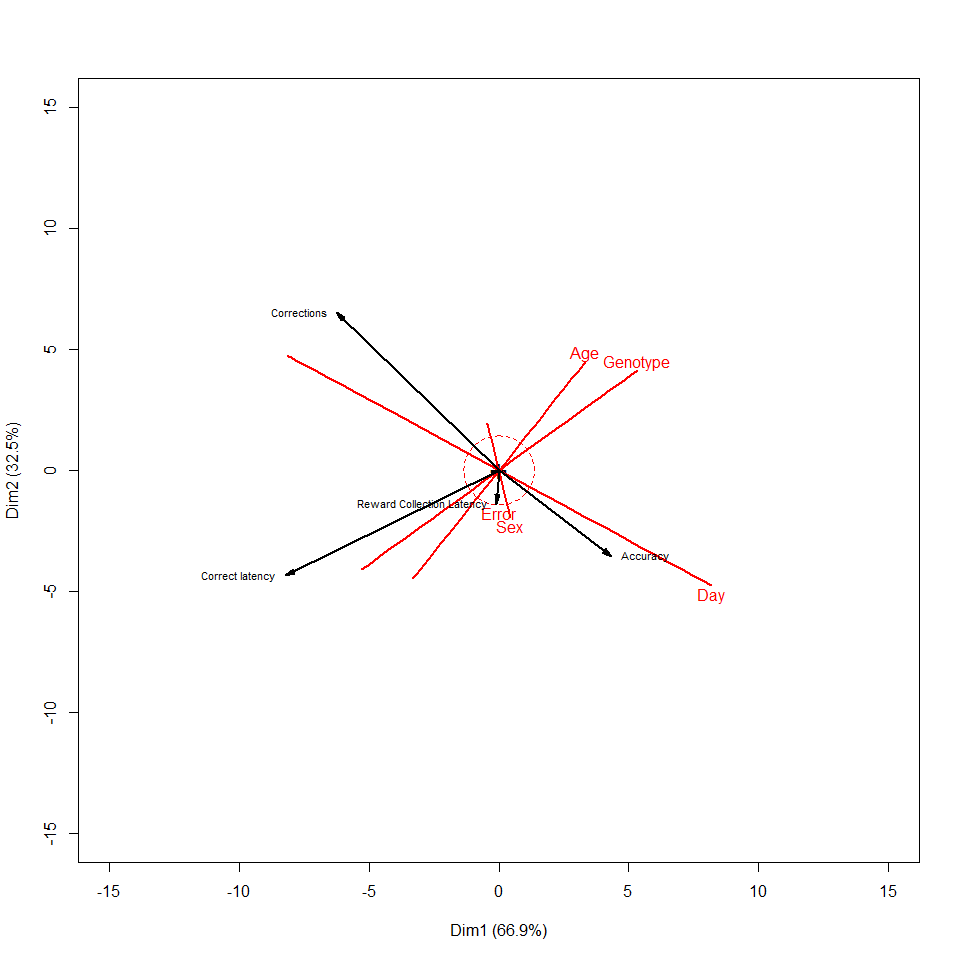 15
10
5
0
-5
-10
-15
Dim2 (32.5%)
Corrections
Age
Genotype
Reward Collection Latency
Error
Sex
Accuracy
Correct latency
Day
-15 -10 -5 0 5 10 15
Dim1 (66.9%)